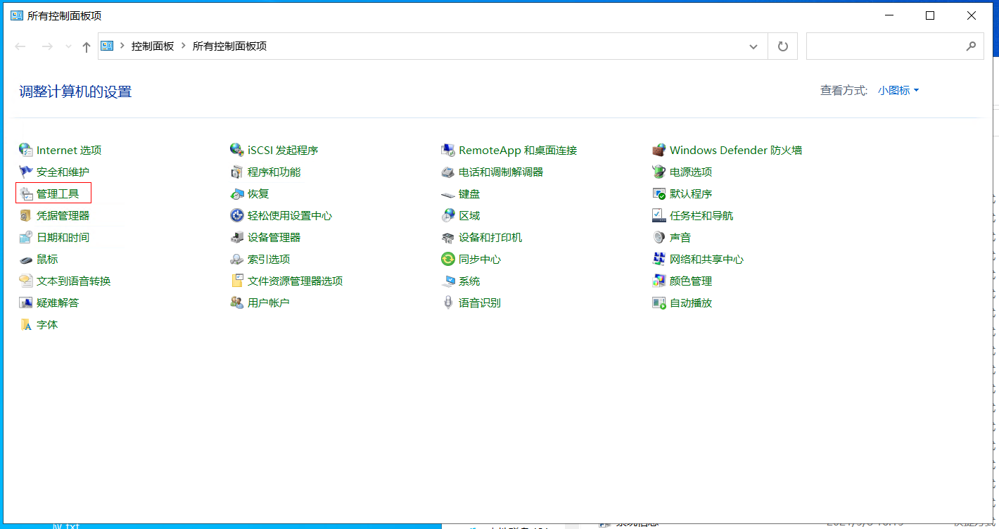 所有控制面板项
控制面板 > 所有控制面板项
调整计算机的设置
查看方式: 小图标
Internet 选项 iSCSI 发起程序 RemoteApp 和桌面连接 Windows Defender 防火墙
安全和维护 程序和功能 电话和调制解调器 电源选项
管理工具 恢复 键盘 默认程序
凭据管理器 轻松使用设置中心 区域 任务栏和导航
日期和时间 设备管理器 设备和打印机 声音
鼠标 索引选项 同步中心 网络和共享中心
文本到语音转换 文件资源管理器选项 系统 颜色管理
疑难解答 用户帐户 语音识别 自动播放
字体